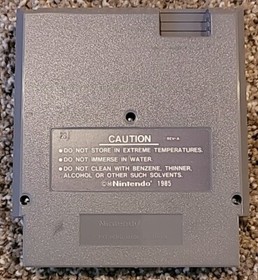 CAUTION REV-A
• DO NOT STORE IN EXTREME TEMPERATURES.
• DO NOT IMMERSE IN WATER.
• DO NOT CLEAN WITH BENZENE, THINNER,
ALCOHOL OR OTHER SUCH SOLVENTS.
©®Nintendo® 1985